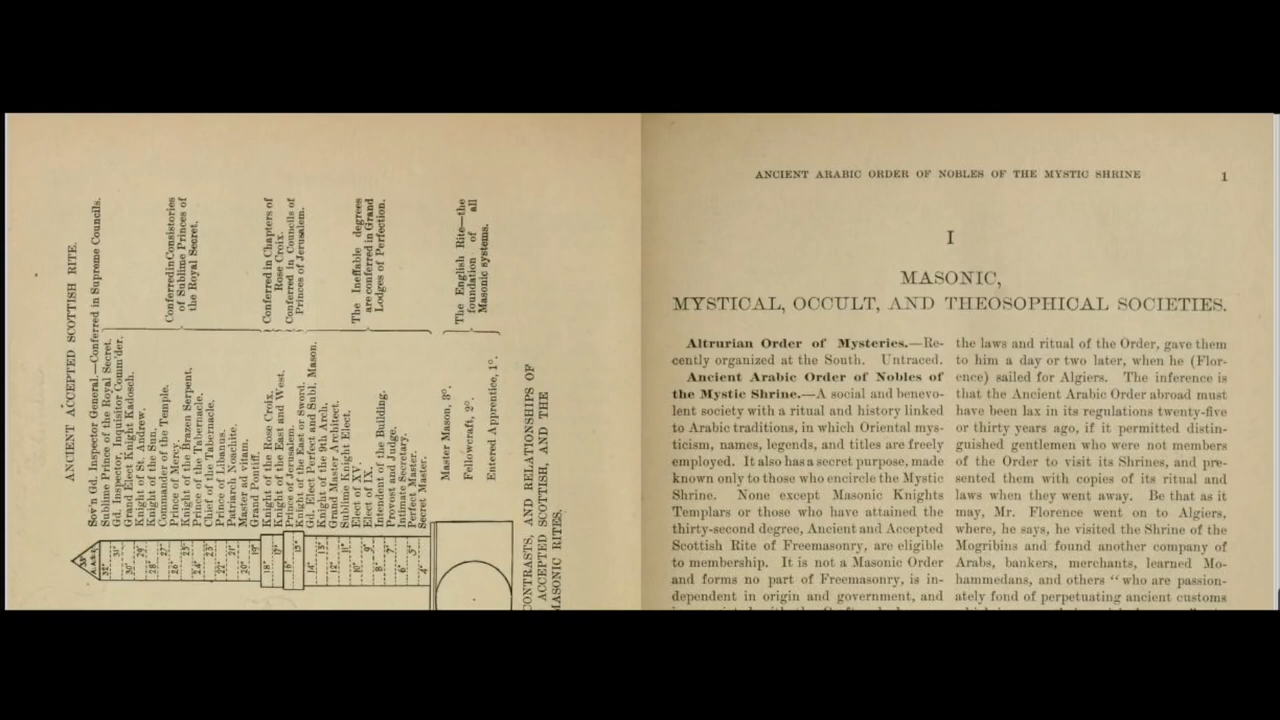 ANCIENT ACCEPTED SCOTTISH RITE.
Sov'n Gd. Inspector General.—Conferred in Supreme Councils.
Sublime Prince of the Royal Secret.
Gd. Inspector, Inquisitor Comm'der.
Grand Elect Knight Kadosch.
Knight of St. Andrew.
Knight of the Sun.
Commander of the Temple.
Prince of Mercy.
Knight of the Brazen Serpent.
Prince of the Tabernacle.
Chief of the Tabernacle.
Prince of Libanus.
Patriarch Noachite.
Master ad vitam.
Grand Pontiff.
Conferred in Consistories
of Sublime Princes of
the Royal Secret.
Knight of the Rose Croix.
Knight of the East and West.
Conferred in Chapters of
Rose Croix.
Prince of Jerusalem.
Knight of the East or Sword.
Conferred in Councils of
Princes of Jerusalem.
Gd. Elect Perfect and Subl. Mason.
Knight of the 9th Arch.
Grand Master Architect.
Sublime Knight Elect.
Elect of XV.
Elect of IX.
Intendent of the Building.
Provost and Judge.
Intimate Secretary.
Perfect Master.
Secret Master.
The Ineffable degrees
are conferred in Grand
Lodges of Perfection.
Master Mason, 3°.
Fellowcraft, 2°.
Entered Apprentice, 1°.
The English Rite—the
foundation of all
Masonic systems.
CONTRASTS, AND RELATIONSHIPS OF
ACCEPTED SCOTTISH, AND THE
MASONIC RITES.
ANCIENT ARABIC ORDER OF NOBLES OF THE MYSTIC SHRINE 1
I
MASONIC,
MYSTICAL, OCCULT, AND THEOSOPHICAL SOCIETIES.
Altrurian Order of Mysteries.—Re-
cently organized at the South. Untraced.
Ancient Arabic Order of Nobles of
the Mystic Shrine.—A social and benevo-
lent society with a ritual and history linked
to Arabic traditions, in which Oriental mys-
ticism, names, legends, and titles are freely
employed. It also has a secret purpose, made
known only to those who encircle the Mystic
Shrine. None except Masonic Knights
Templars or those who have attained the
thirty-second degree, Ancient and Accepted
Scottish Rite of Freemasonry, are eligible
to membership. It is not a Masonic Order
and forms no part of Freemasonry, is in-
dependent in origin and government, and
the laws and ritual of the Order, gave them
to him a day or two later, when he (Flor-
ence) sailed for Algiers. The inference is
that the Ancient Arabic Order abroad must
have been lax in its regulations twenty-five
or thirty years ago, if it permitted distin-
guished gentlemen who were not members
of the Order to visit its Shrines, and pre-
sented them with copies of its ritual and
laws when they went away. Be that as it
may, Mr. Florence went on to Algiers,
where, he says, he visited the Shrine of the
Mogribins and found another company of
Arabs, bankers, merchants, learned Mo-
hammedans, and others “who are passion-
ately fond of perpetuating ancient customs